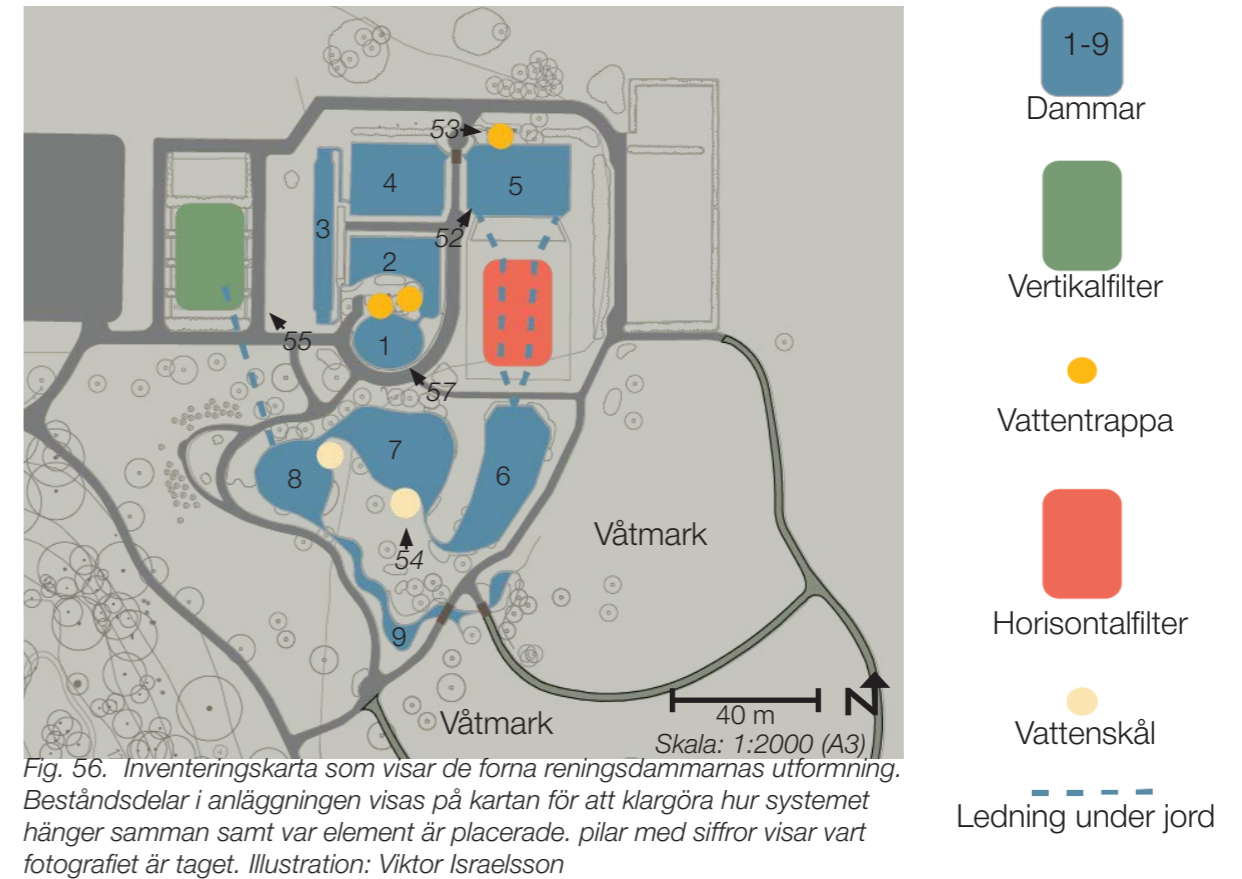 53
4
5
3
52
2
1
55
57
7
8
6
54
9
Våtmark
Våtmark
40 m
N
Skala: 1:2000 (A3)
Fig. 56. Inventeringskarta som visar de forna reningsdammarnas utformning.
Beståndsdelar i anläggningen visas på kartan för att klargöra hur systemet
hänger samman samt var element är placerade. pilar med siffror visar vart
fotografiet är taget. Illustration: Viktor Israelsson
1-9
Dammar
Vertikalfilter
Vattentrappa
Horisontalfilter
Vattenskål
Ledning under jord